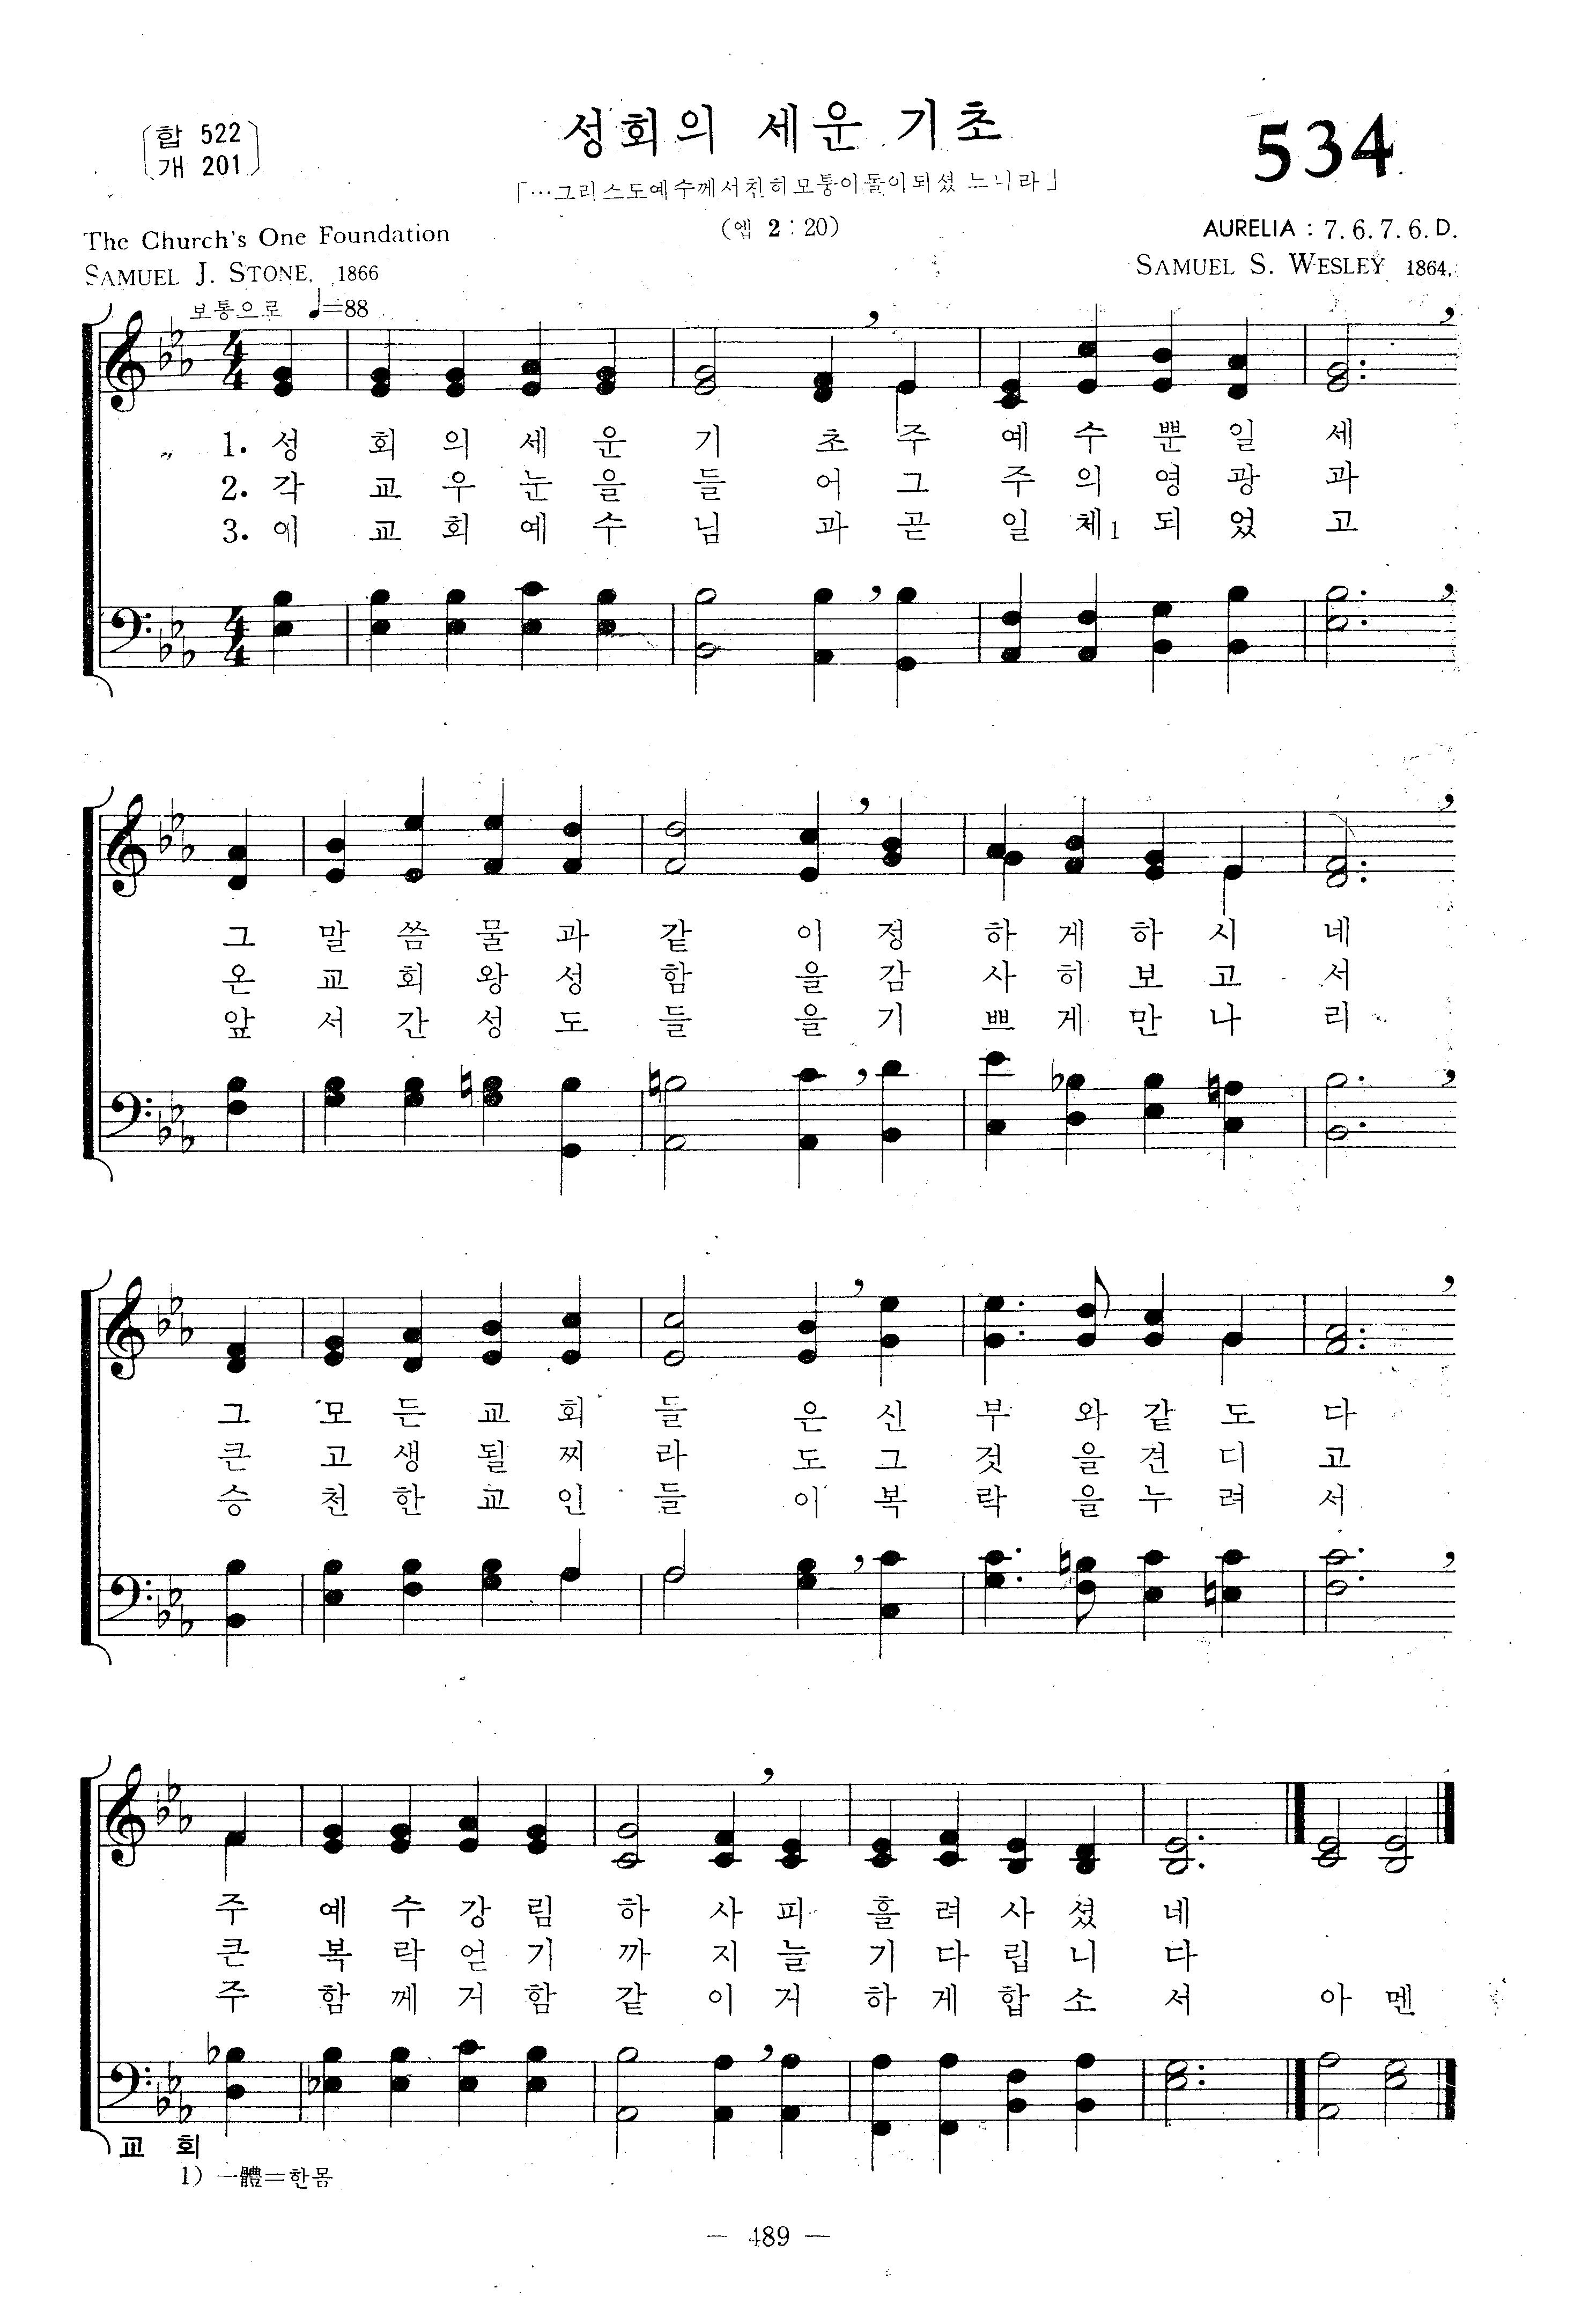 합 522
개 201
성회의 세운 기초
534
「…그리스도예수께서친히모퉁이돌이되셨느니라」
(엡 2:20)
The Church's One Foundation
AURELIA : 7. 6. 7. 6. D.
SAMUEL J. STONE, 1866
SAMUEL S. WESLEY 1864,
보통으로 ♩=88
1. 성 회 의 세 운 기 초 주 예 수 뿐 일 세
2. 각 교 우 눈 을 들 어 그 주 의 영 광 과
3. 이 교 회 예 수 님 과 곧 일 체1 되 었 고
그 말 씀 물 과 같 이 정 하 게 하 시 네
온 교 회 왕 성 함 을 감 사 히 보 고 서
앞 서 간 성 도 들 을 기 쁘 게 만 나 리
그 모 든 교 회 들 은 신 부 와 같 도 다
큰 고 생 될 찌 라 도 그 것 을 견 디 고
승 천 한 교 인 들 이 복 락 을 누 려 서
주 예 수 강 림 하 사 피 흘 려 사 셨 네
큰 복 락 얻 기 까 지 늘 기 다 립 니 다
주 함 께 거 함 같 이 거 하 게 합 소 서 아 멘
교 회
1) 一體=한몸
— 489 —